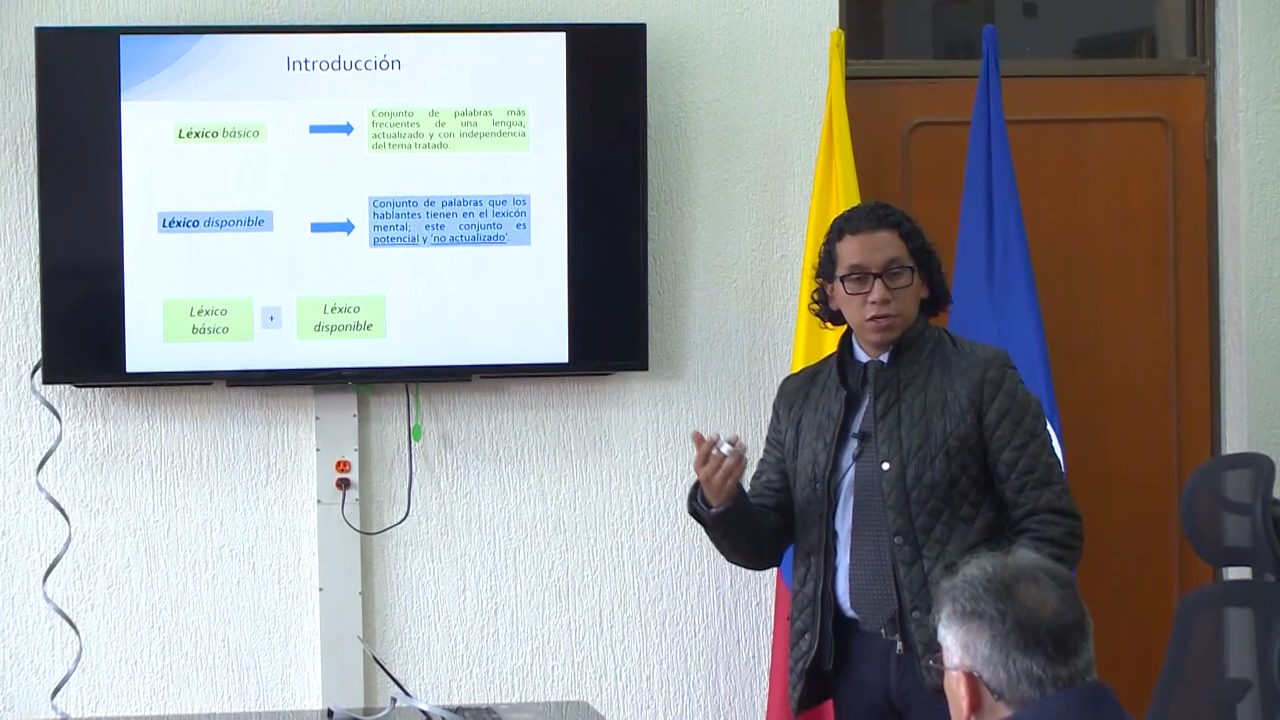 Introducción
Léxico básico
Conjunto de palabras más
frecuentes de una lengua,
actualizado y con independencia
del tema tratado.
Léxico disponible
Conjunto de palabras que los
hablantes tienen en el lexicón
mental; este conjunto es
potencial y ‘no actualizado’.
Léxico
básico
+
Léxico
disponible